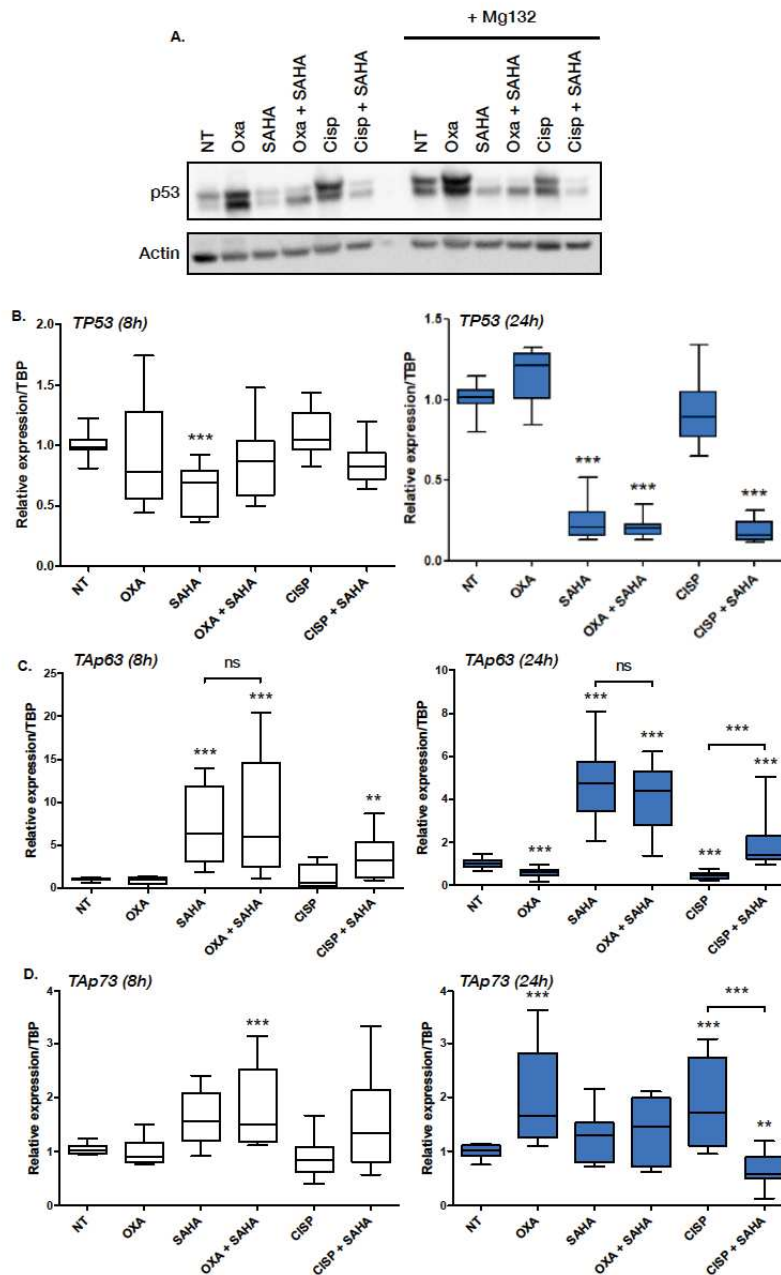 + Mg132
A.
NT Oxa SAHA Oxa + SAHA Cisp Cisp + SAHA NT Oxa SAHA Oxa + SAHA Cisp Cisp + SAHA
p53
Actin
B.
TP53 (8h)
Relative expression/TBP
2.0
1.5
1.0
0.5
0.0
***
NT OXA SAHA OXA + SAHA CISP CISP + SAHA
TP53 (24h)
Relative expression/TBP
1.5
1.0
0.5
0.0
*** *** ***
NT OXA SAHA OXA + SAHA CISP CISP + SAHA
C.
TAp63 (8h)
Relative expression/TBP
25
20
15
10
5
0
ns
*** *** **
NT OXA SAHA OXA + SAHA CISP CISP + SAHA
TAp63 (24h)
Relative expression/TBP
10
8
6
4
2
0
ns
***
*** *** *** *** ***
NT OXA SAHA OXA + SAHA CISP CISP + SAHA
D.
TAp73 (8h)
Relative expression/TBP
4
3
2
1
0
***
NT OXA SAHA OXA + SAHA CISP CISP + SAHA
TAp73 (24h)
Relative expression/TBP
4
3
2
1
0
***
*** *** **
NT OXA SAHA OXA + SAHA CISP CISP + SAHA